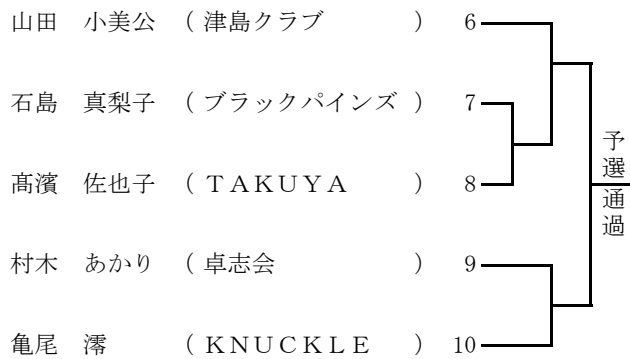 山田 小美公 ( 津島クラブ ) 6
石島 真梨子 ( ブラックパインズ ) 7
髙濱 佐也子 ( ＴＡＫＵＹＡ ) 8
村木 あかり ( 卓志会 ) 9
亀尾 澪 ( ＫＮＵＣＫＬＥ ) 10
予選通過